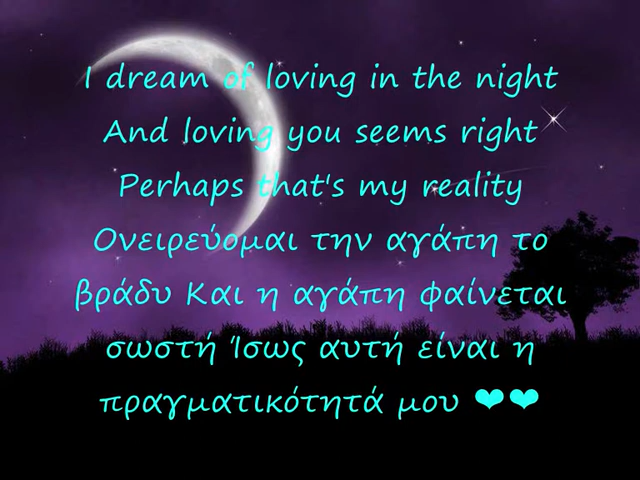 I dream of loving in the night
And loving you seems right
Perhaps that's my reality
Ονειρεύομαι την αγάπη το
βράδυ Και η αγάπη φαίνεται
σωστή Ίσως αυτή είναι η
πραγματικότητά μου ❤❤